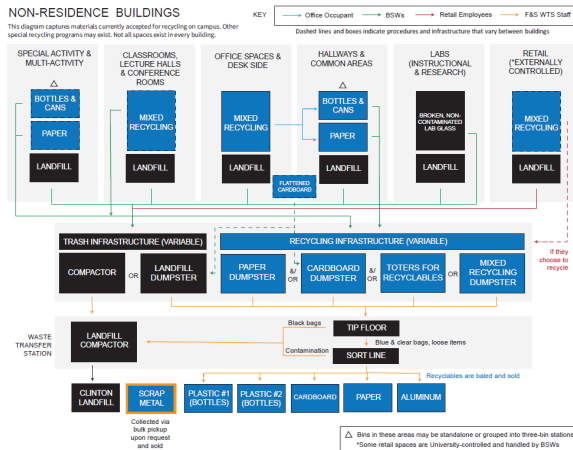 NON-RESIDENCE BUILDINGS
This diagram captures materials currently accepted for recycling on campus. Other
special recycling programs may exist. Not all spaces exist in every building.
KEY
Office Occupant
BSWs
Retail Employees
F&S WTS Staff
Dashed lines and boxes indicate procedures and infrastructure that vary between buildings
SPECIAL ACTIVITY &
MULTI-ACTIVITY
BOTTLES &
CANS
PAPER
LANDFILL
CLASSROOMS,
LECTURE HALLS
& CONFERENCE
ROOMS
MIXED
RECYCLING
LANDFILL
OFFICE SPACES &
DESK SIDE
MIXED
RECYCLING
LANDFILL
FLATTENED
CARDBOARD
HALLWAYS &
COMMON AREAS
BOTTLES &
CANS
PAPER
LANDFILL
LABS
(INSTRUCTIONAL
& RESEARCH)
BROKEN, NON-
CONTAMINATED
LAB GLASS
LANDFILL
RETAIL
(*EXTERNALLY
CONTROLLED)
MIXED
RECYCLING
LANDFILL
If they
choose to
recycle
TRASH INFRASTRUCTURE (VARIABLE)
COMPACTOR
OR
LANDFILL
DUMPSTER
RECYCLING INFRASTRUCTURE (VARIABLE)
PAPER
DUMPSTER
&/
OR
CARDBOARD
DUMPSTER
&/
OR
TOTERS FOR
RECYCLABLES
OR
MIXED
RECYCLING
DUMPSTER
WASTE
TRANSFER
STATION
LANDFILL
COMPACTOR
Black bags
TIP FLOOR
Blue & clear bags, loose items
Contamination
SORT LINE
Recyclables are baled and sold
CLINTON
LANDFILL
SCRAP
METAL
PLASTIC #1
(BOTTLES)
PLASTIC #2
(BOTTLES)
CARDBOARD
PAPER
ALUMINUM
Collected via
bulk pickup
upon request
and sold
Bins in these areas may be standalone or grouped into three-bin stations
*Some retail spaces are University-controlled and handled by BSWs